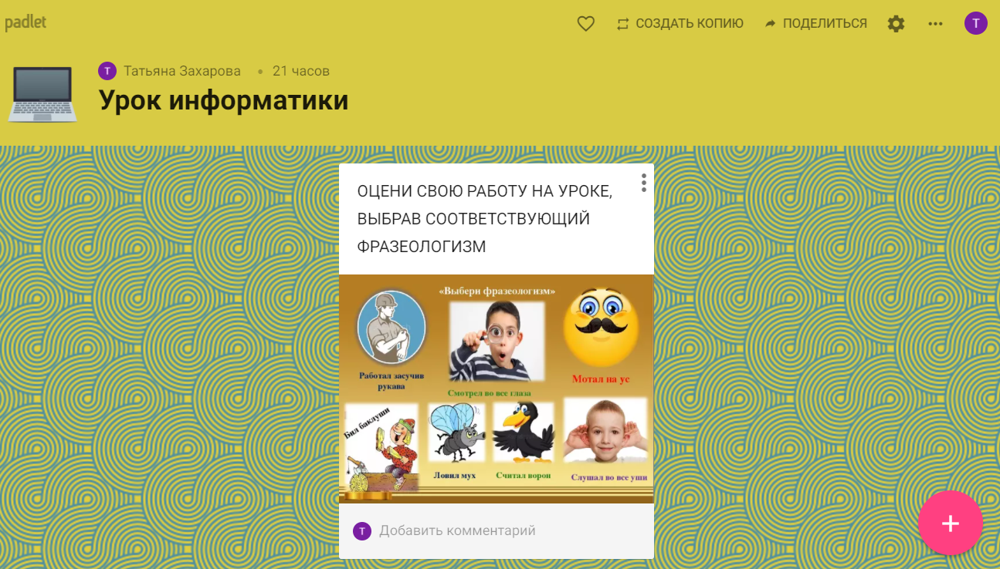 padlet
СОЗДАТЬ КОПИЮ
ПОДЕЛИТЬСЯ
T
T Татьяна Захарова • 21 часов
Урок информатики
ОЦЕНИ СВОЮ РАБОТУ НА УРОКЕ,
ВЫБРАВ СООТВЕТСТВУЮЩИЙ
ФРАЗЕОЛОГИЗМ
«Выбери фразеологизм»
Работал засучив
рукава
Смотрел во все глаза
Мотал на ус
Бил баклуши
Ловил мух
Считал ворон
Слушал во все уши
T Добавить комментарий